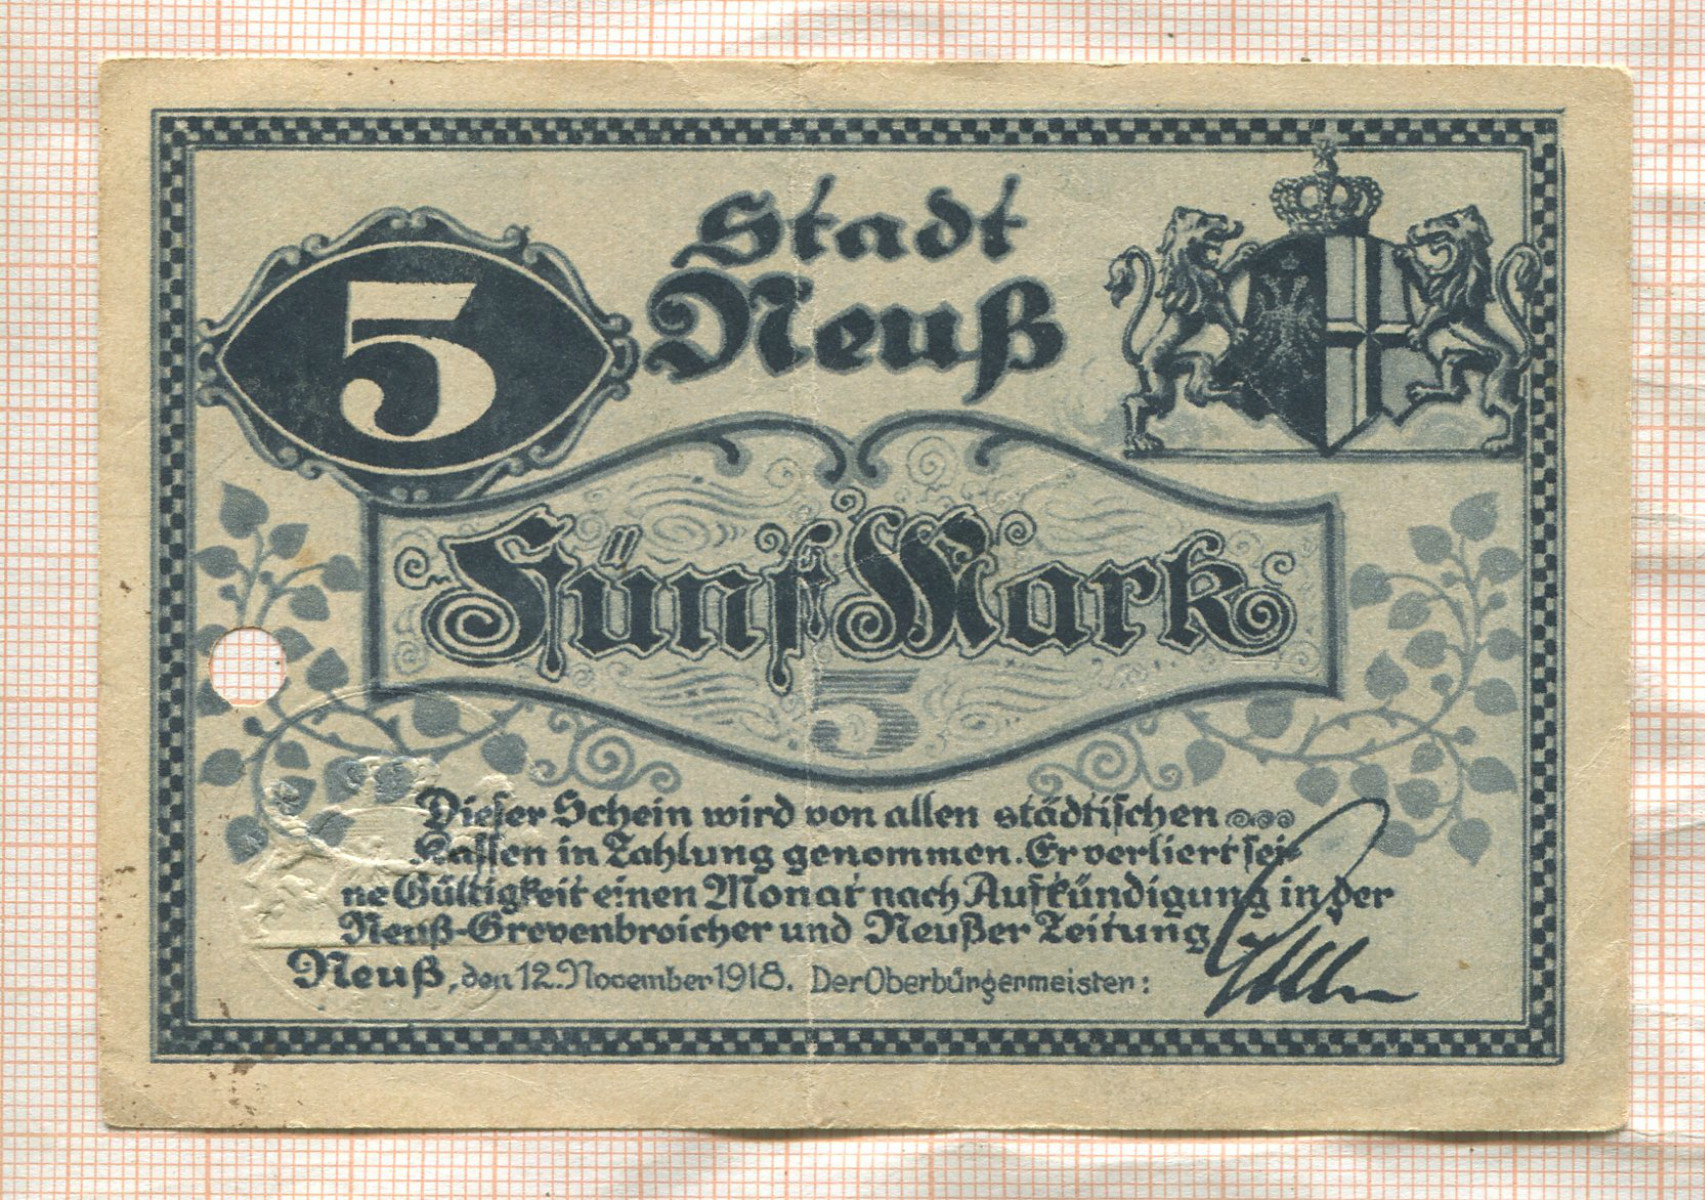 5
Stadt
Neuß
Fünf Mark
5
Dieser Schein wird von allen städtischen
Kassen in Zahlung genommen. Er verliert sei-
ne Gültigkeit einen Monat nach Aufkündigung in der
Neuß-Grevenbroicher und Neußer Zeitung
Neuß, den 12. November 1918. Der Oberbürgermeister: